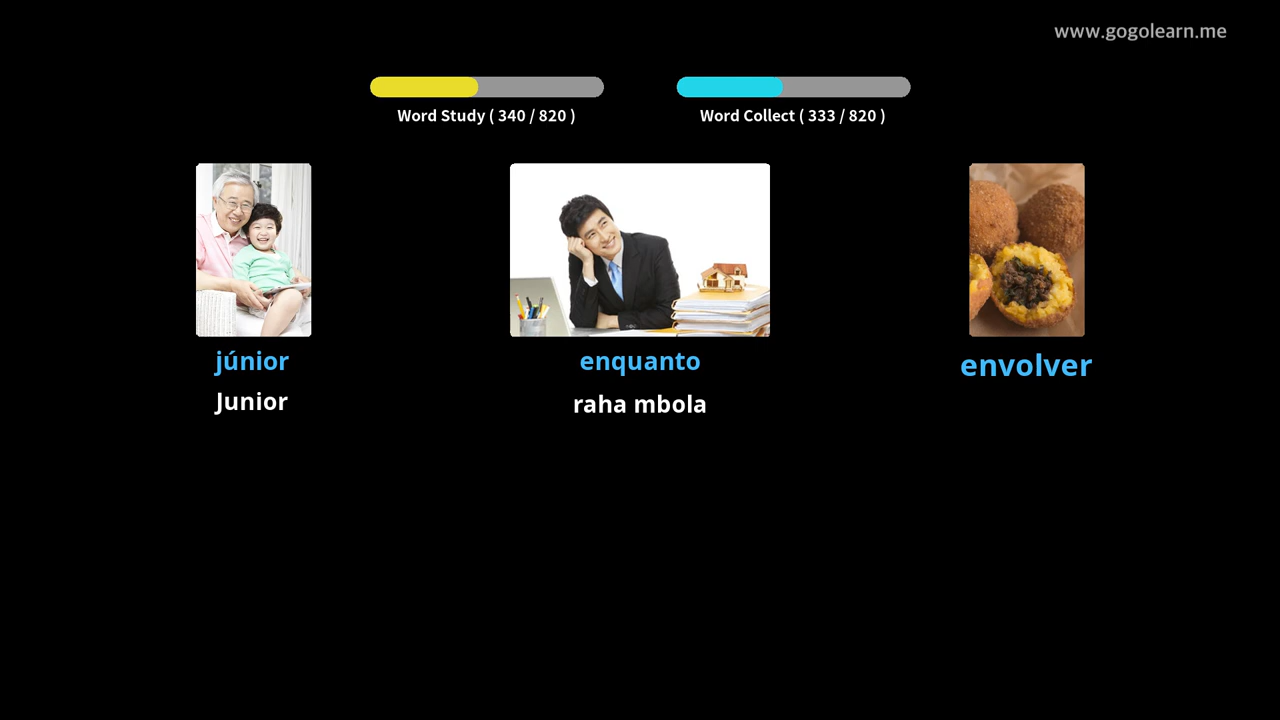 www.gogolearn.me
Word Study ( 340 / 820 )
Word Collect ( 333 / 820 )
júnior
Junior
enquanto
raha mbola
envolver